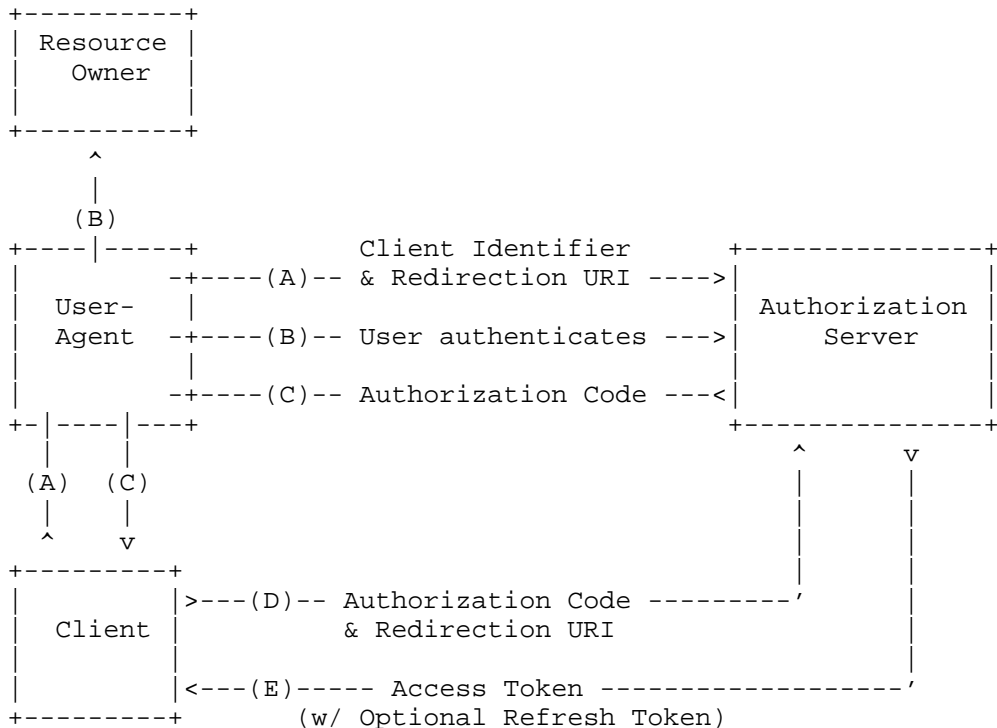 Resource
Owner
(B)
Client Identifier
(A) & Redirection URI
User-
Agent
Authorization
Server
(B) User authenticates
(C) Authorization Code
(A) (C)
(D) Authorization Code
& Redirection URI
Client
(E) Access Token
(w/ Optional Refresh Token)